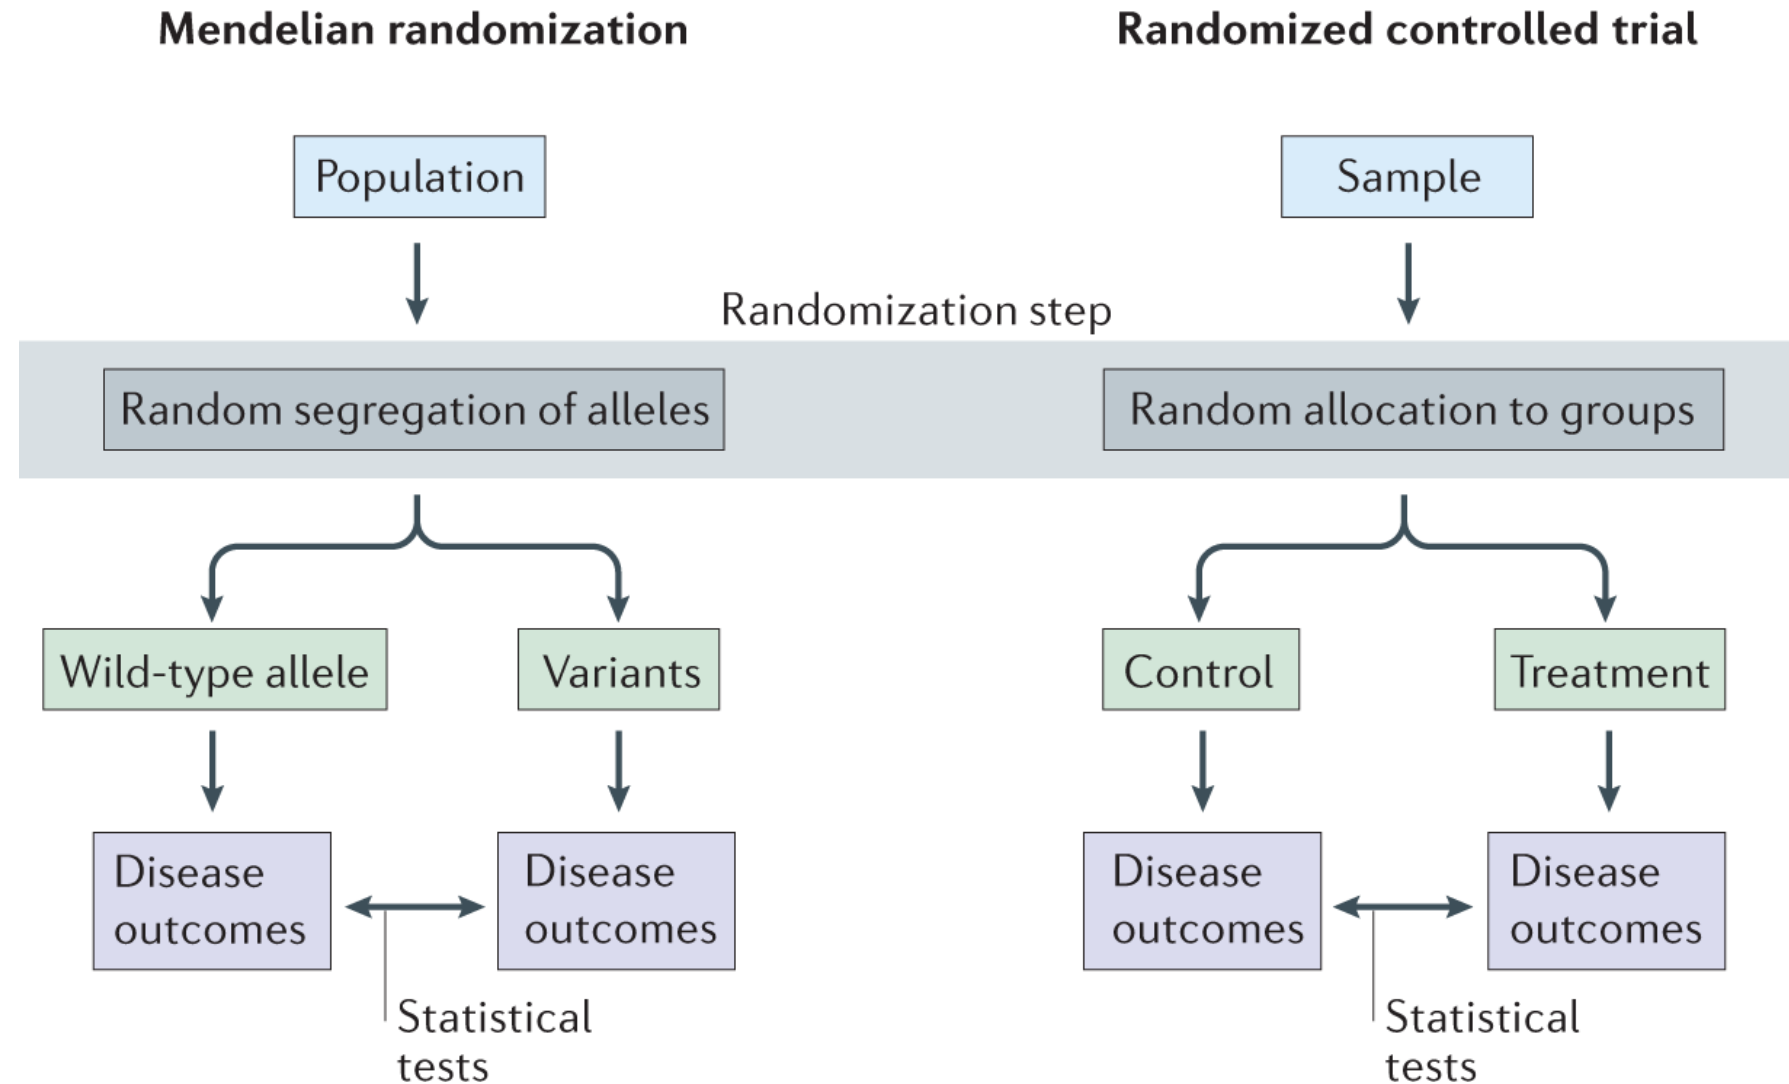 Mendelian randomization
Randomized controlled trial
Population
Sample
Randomization step
Random segregation of alleles
Random allocation to groups
Wild-type allele
Variants
Control
Treatment
Disease
outcomes
Disease
outcomes
Disease
outcomes
Disease
outcomes
Statistical
tests
Statistical
tests